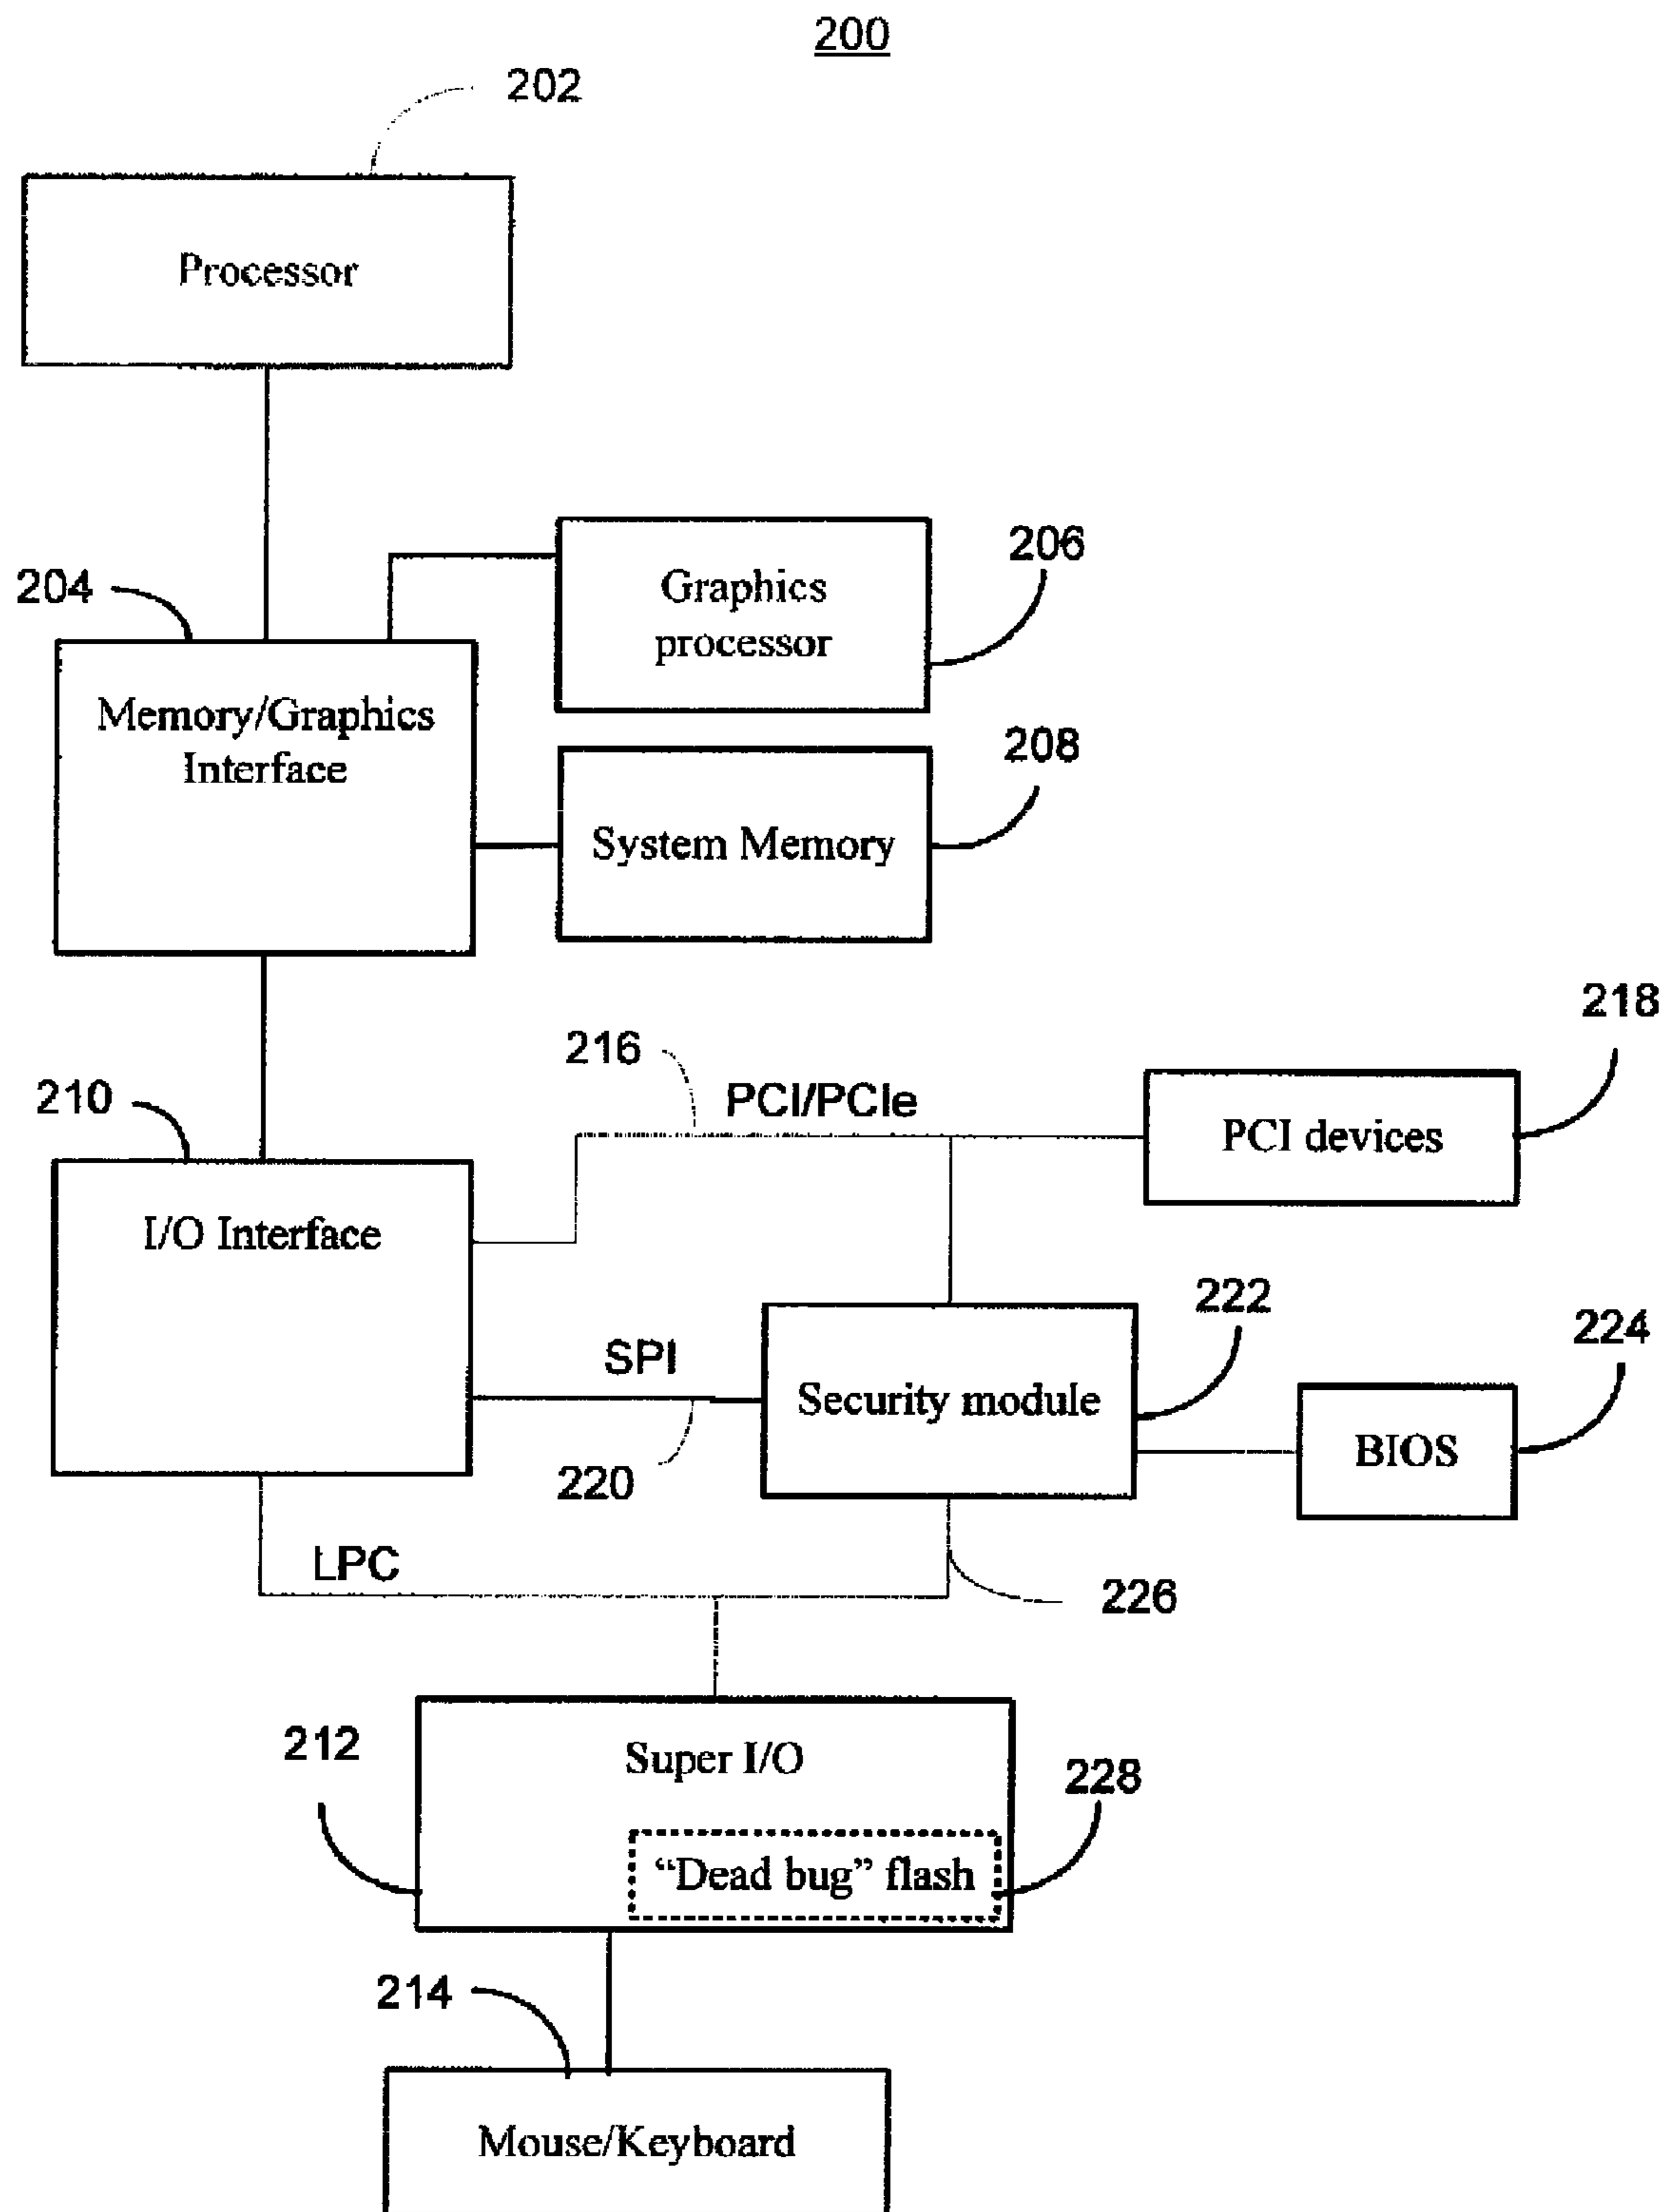 200
202
Processor
206
204
Graphics
processor
Memory/Graphics
Interface
208
System Memory
218
216
PCI/PCIe
210
PCI devices
I/O Interface
222
224
SPI
Security module
BIOS
220
LPC
226
212
Super I/O
228
“Dead bug” flash
214
Mouse/Keyboard